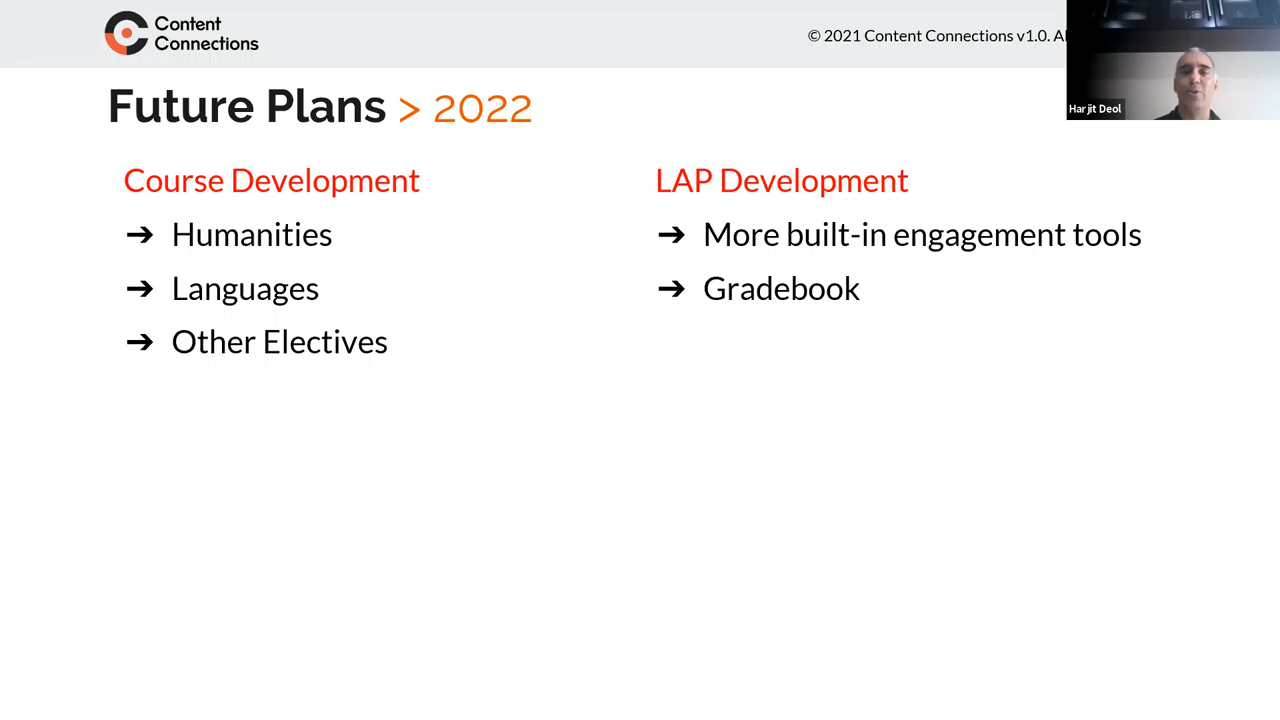 Content
Connections
© 2021 Content Connections v1.0.
Harjit Deol
Future Plans > 2022
Course Development
➔ Humanities
➔ Languages
➔ Other Electives
LAP Development
➔ More built-in engagement tools
➔ Gradebook